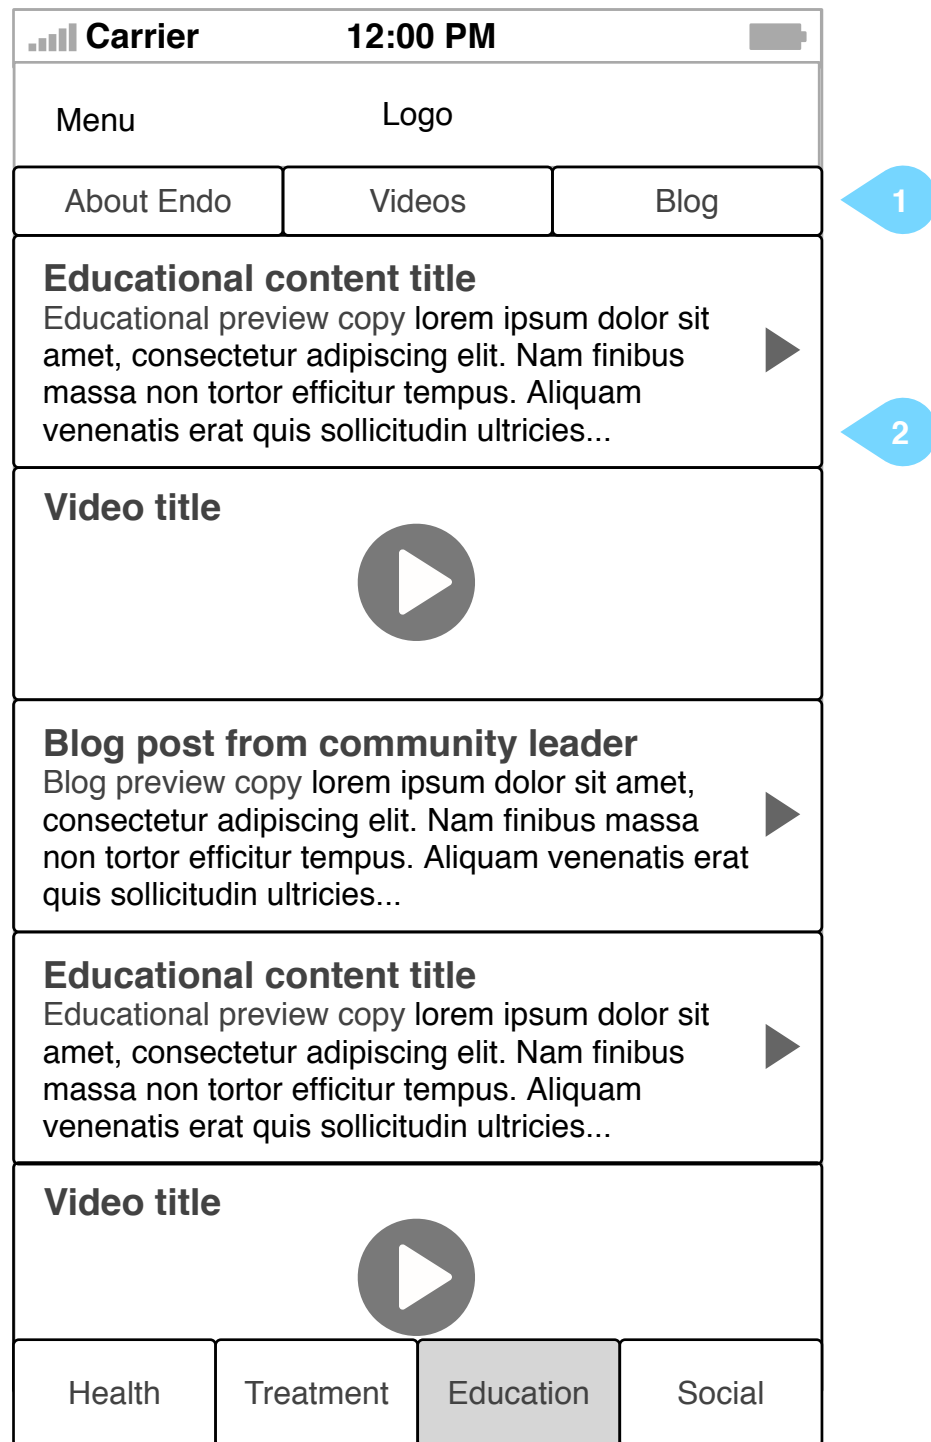 Carrier 12:00 PM
Menu Logo
About Endo Videos Blog 1
Educational content title
Educational preview copy lorem ipsum dolor sit
amet, consectetur adipiscing elit. Nam finibus
massa non tortor efficitur tempus. Aliquam
venenatis erat quis sollicitudin ultricies...
2
Video title
Blog post from community leader
Blog preview copy lorem ipsum dolor sit amet,
consectetur adipiscing elit. Nam finibus massa
non tortor efficitur tempus. Aliquam venenatis erat
quis sollicitudin ultricies...
Educational content title
Educational preview copy lorem ipsum dolor sit
amet, consectetur adipiscing elit. Nam finibus
massa non tortor efficitur tempus. Aliquam
venenatis erat quis sollicitudin ultricies...
Video title
Health Treatment Education Social